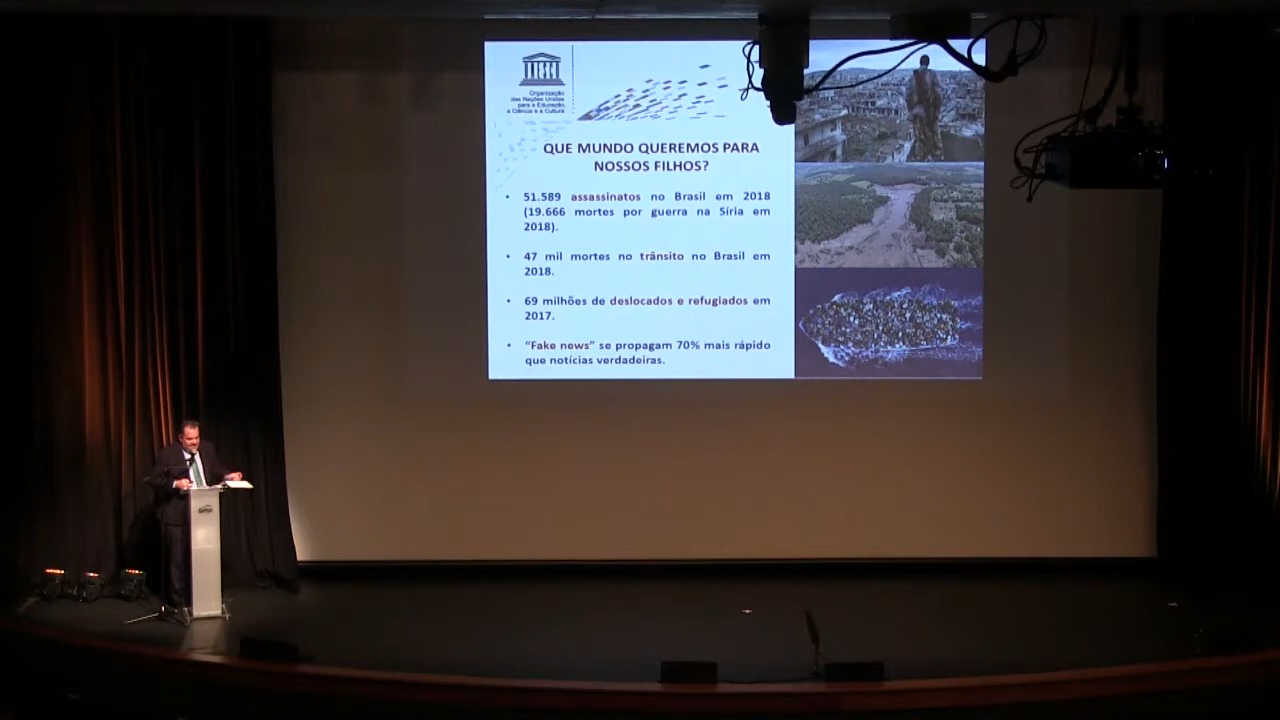 Organização
das Nações Unidas
para a Educação,
a Ciência e a Cultura
QUE MUNDO QUEREMOS PARA
NOSSOS FILHOS?
• 51.589 assassinatos no Brasil em 2018
(19.666 mortes por guerra na Síria em
2018).
• 47 mil mortes no trânsito no Brasil em
2018.
• 69 milhões de deslocados e refugiados em
2017.
• “Fake news” se propagam 70% mais rápido
que notícias verdadeiras.